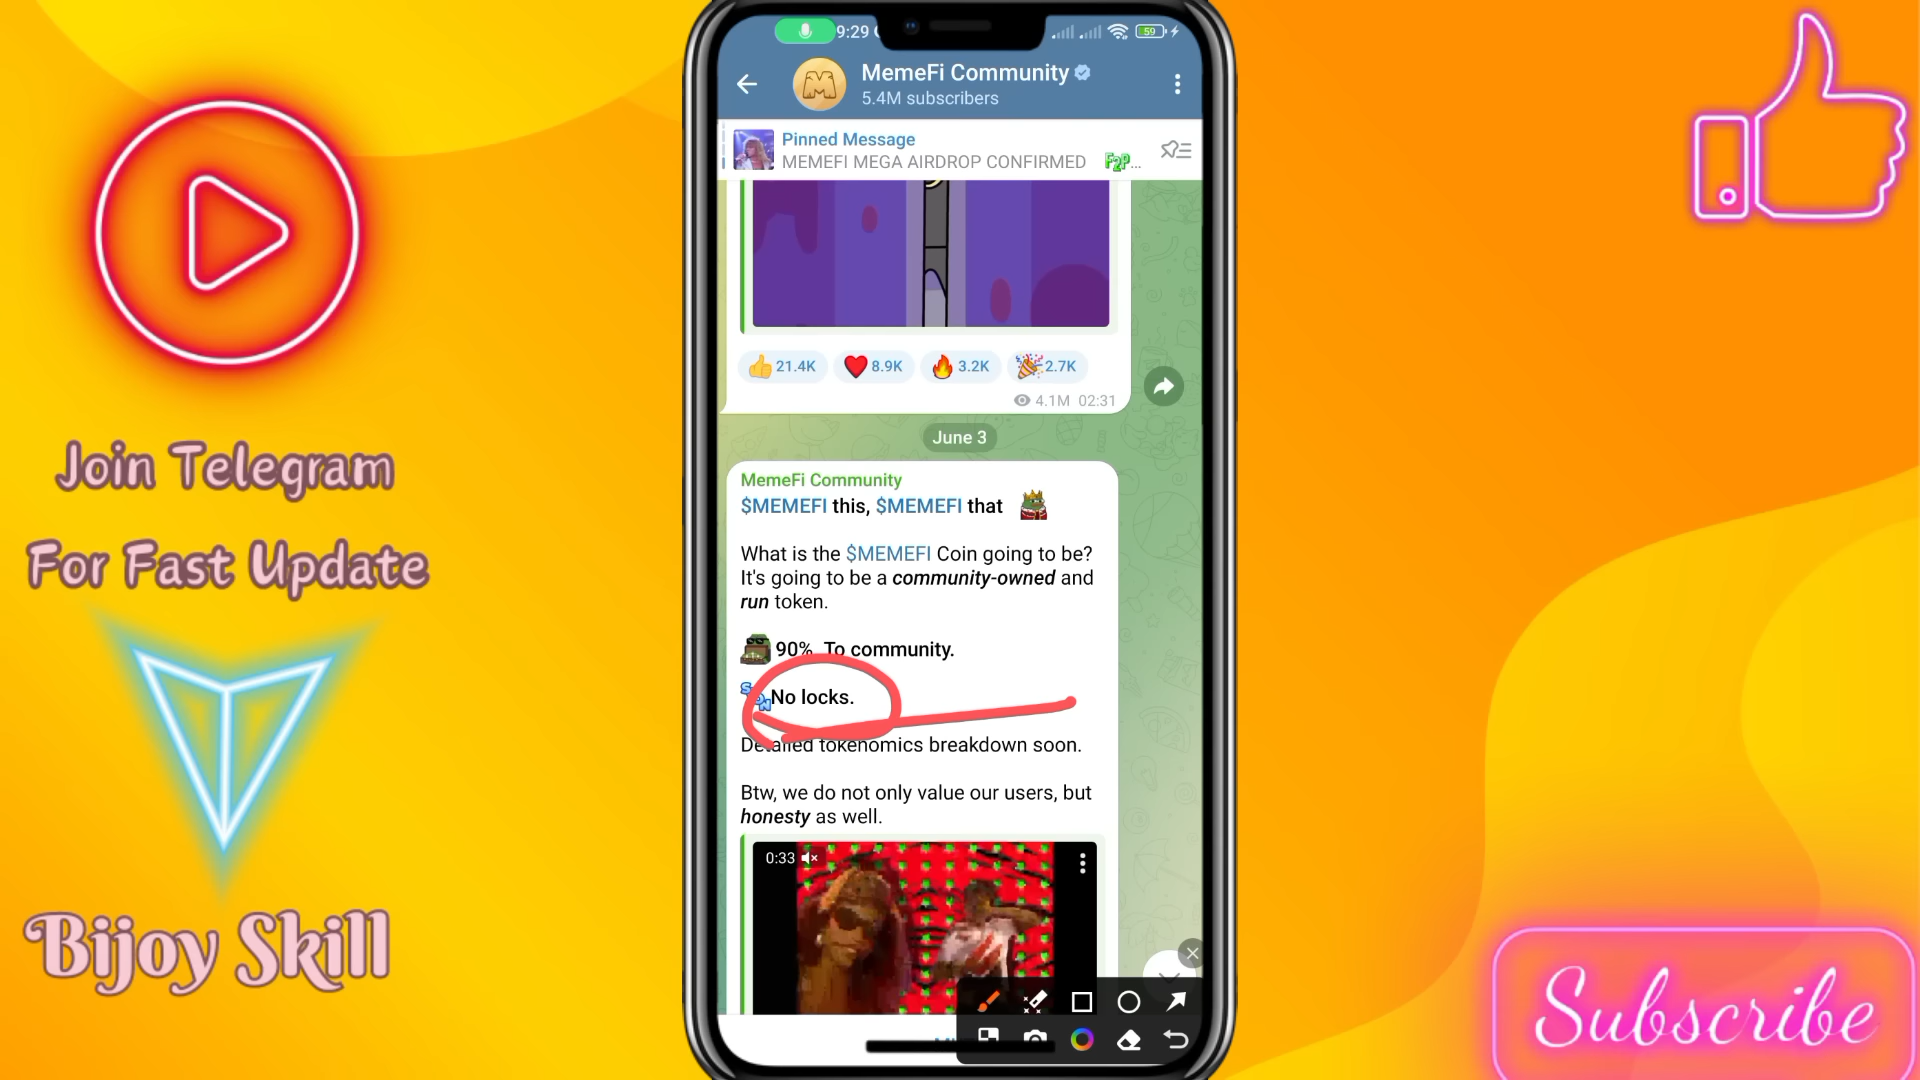 9:29
59
MemeFi Community
5.4M subscribers
Pinned Message
MEMEFI MEGA AIRDROP CONFIRMED F2P...
21.4K 8.9K 3.2K 2.7K
4.1M 02:31
June 3
MemeFi Community
$MEMEFI this, $MEMEFI that
What is the $MEMEFI Coin going to be?
It's going to be a community-owned and
run token.
90% To community.
No locks.
Detailed tokenomics breakdown soon.
Btw, we do not only value our users, but
honesty as well.
0:33
Join Telegram
For Fast Update
Bijoy Skill
Subscribe